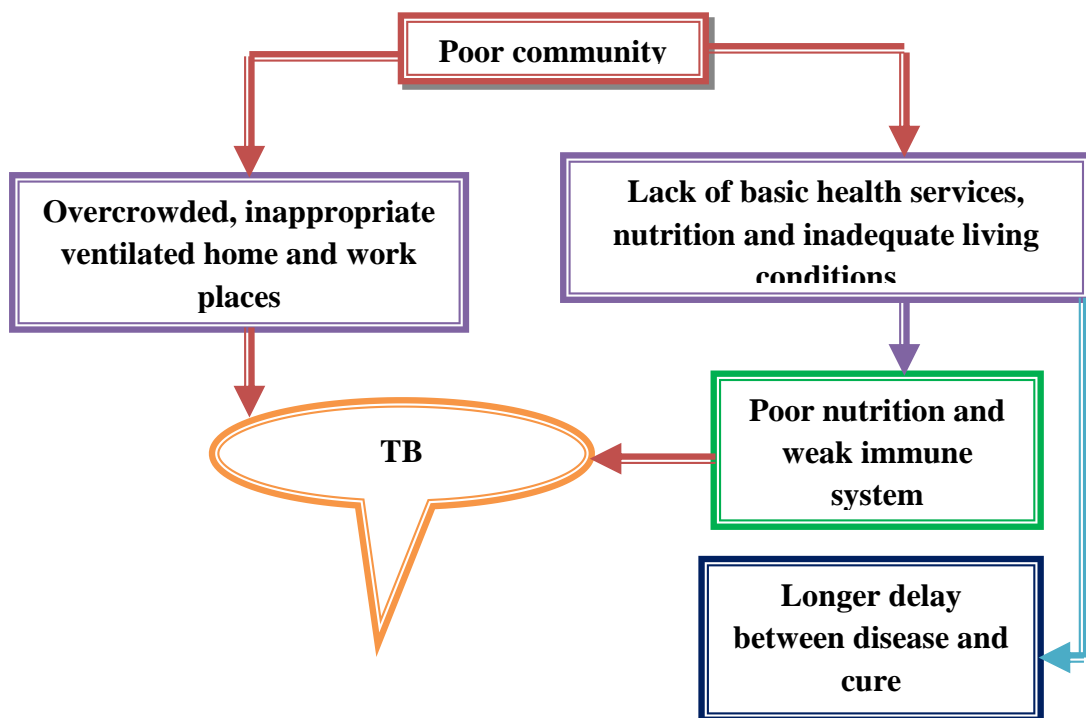 Poor community
Overcrowded, inappropriate
ventilated home and work
places
Lack of basic health services,
nutrition and inadequate living
conditions
TB
Poor nutrition and
weak immune
system
Longer delay
between disease and
cure